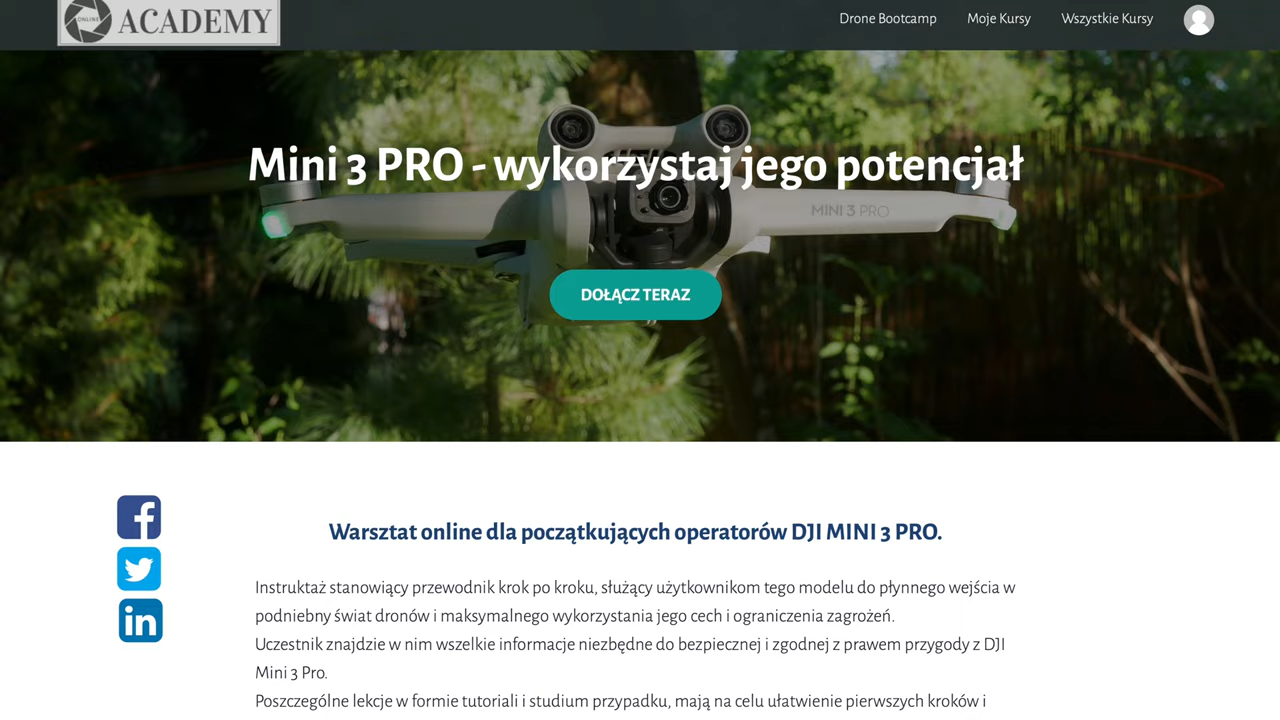 ONLINE ACADEMY
Drone Bootcamp Moje Kursy Wszystkie Kursy
Mini 3 PRO - wykorzystaj jego potencjał
MINI 3 PRO
DOŁĄCZ TERAZ
Warsztat online dla początkujących operatorów DJI MINI 3 PRO.
Instruktaż stanowiący przewodnik krok po kroku, służący użytkownikom tego modelu do płynnego wejścia w
podniebny świat dronów i maksymalnego wykorzystania jego cech i ograniczenia zagrożeń.
Uczestnik znajdzie w nim wszelkie informacje niezbędne do bezpiecznej i zgodnej z prawem przygody z DJI
Mini 3 Pro.
Poszczególne lekcje w formie tutoriali i studium przypadku, mają na celu ułatwienie pierwszych kroków i